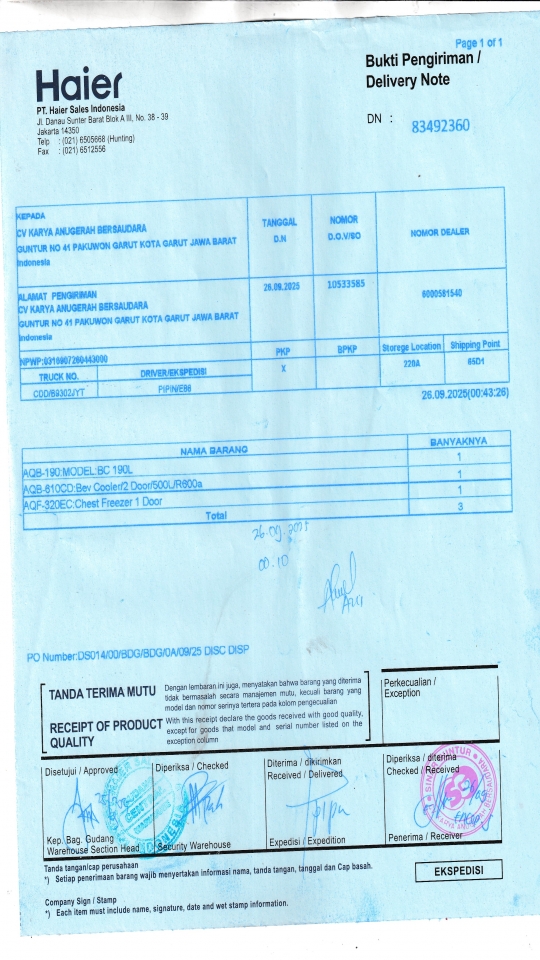 Page 1 of 1
Haier
Bukti Pengiriman /
Delivery Note
PT. Haier Sales Indonesia
Jl. Danau Sunter Barat Blok A III, No. 38 - 39
Jakarta 14350
Telp : (021) 6505668 (Hunting)
Fax : (021) 6512556
DN : 83492360
KEPADA
CV KARYA ANUGERAH BERSAUDARA
GUNTUR NO 41 PAKUWON GARUT KOTA GARUT JAWA BARAT
Indonesia
TANGGAL
D.N
NOMOR
D.O.V/SO
NOMOR DEALER
ALAMAT PENGIRIMAN
CV KARYA ANUGERAH BERSAUDARA
GUNTUR NO 41 PAKUWON GARUT KOTA GARUT JAWA BARAT
Indonesia
26.09.2025
10533585
6000581540
NPWP:0316907260443000
PKP
BPKP
Storege Location
Shipping Point
TRUCK NO.
DRIVER/EKSPEDISI
X
220A
65D1
COD/B9302JYT
PIPIN/E86
26.09.2025(00:43:26)
NAMA BARANG
BANYAKNYA
AQB-190:MODEL:BC 190L
1
AQB-610CD:Bev Cooler/2 Door/500L/R600a
1
AQF-320EC:Chest Freezer 1 Door
1
Total
3
26.09.2025
00.10
PO Number:DS014/00/BDG/BDG/0A/09/25 DISC DISP
TANDA TERIMA MUTU
Dengan lembaran ini juga, menyatakan bahwa barang yang diterima
tidak bermasalah secara manajemen mutu, kecuali barang yang
model dan nomor serinya tertera pada kolom pengecualian
RECEIPT OF PRODUCT
QUALITY
With this receipt declare the goods received with good quality,
except for goods that model and serial number listed on the
exception column
Perkecualian /
Exception
Disetujui / Approved
Diperiksa / Checked
Diterima / dikirimkan
Received / Delivered
Diperiksa / diterima
Checked / Received
Kep. Bag. Gudang
Warehouse Section Head
Security Warehouse
Expedisi / Expedition
Penerima / Receiver
Tanda tangan/cap perusahaan
*) Setiap penerimaan barang wajib menyertakan informasi nama, tanda tangan, tanggal dan Cap basah.
EKSPEDISI
Company Sign / Stamp
*) Each item must include name, signature, date and wet stamp information.